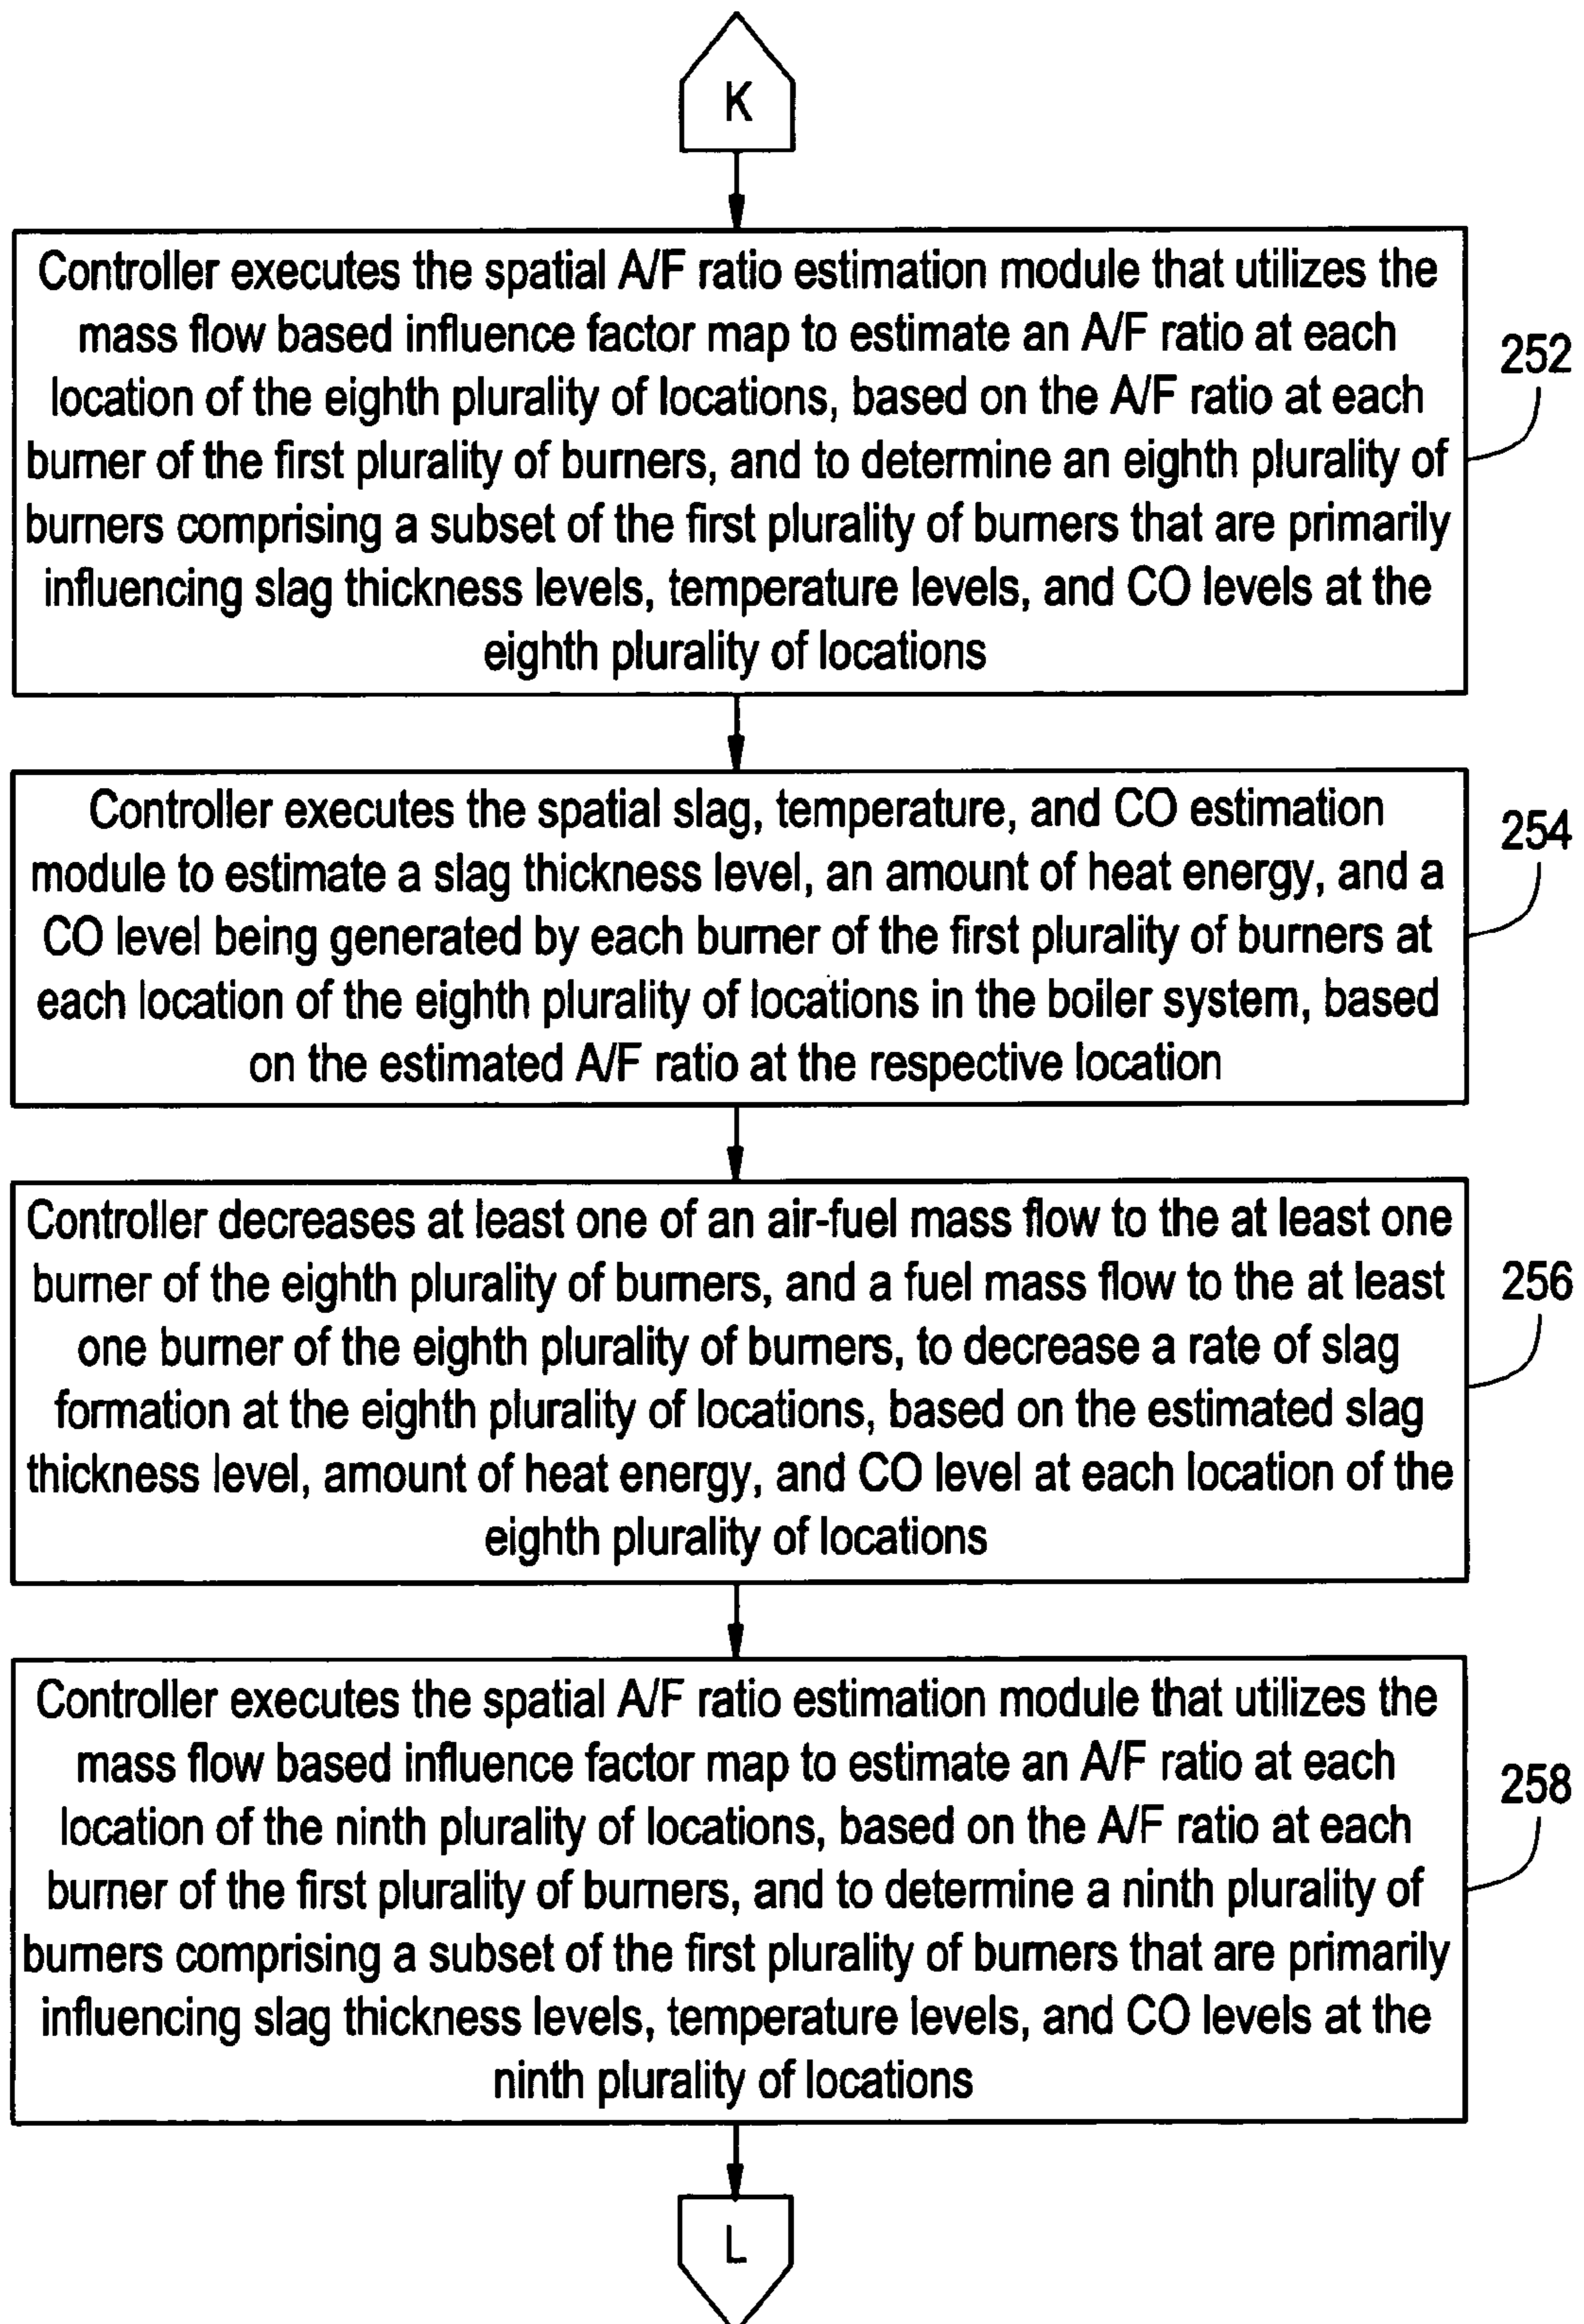 K
Controller executes the spatial A/F ratio estimation module that utilizes the
mass flow based influence factor map to estimate an A/F ratio at each
location of the eighth plurality of locations, based on the A/F ratio at each
burner of the first plurality of burners, and to determine an eighth plurality of
burners comprising a subset of the first plurality of burners that are primarily
influencing slag thickness levels, temperature levels, and CO levels at the
eighth plurality of locations
252
Controller executes the spatial slag, temperature, and CO estimation
module to estimate a slag thickness level, an amount of heat energy, and a
CO level being generated by each burner of the first plurality of burners at
each location of the eighth plurality of locations in the boiler system, based
on the estimated A/F ratio at the respective location
254
Controller decreases at least one of an air-fuel mass flow to the at least one
burner of the eighth plurality of burners, and a fuel mass flow to the at least
one burner of the eighth plurality of burners, to decrease a rate of slag
formation at the eighth plurality of locations, based on the estimated slag
thickness level, amount of heat energy, and CO level at each location of the
eighth plurality of locations
256
Controller executes the spatial A/F ratio estimation module that utilizes the
mass flow based influence factor map to estimate an A/F ratio at each
location of the ninth plurality of locations, based on the A/F ratio at each
burner of the first plurality of burners, and to determine a ninth plurality of
burners comprising a subset of the first plurality of burners that are primarily
influencing slag thickness levels, temperature levels, and CO levels at the
ninth plurality of locations
258
L